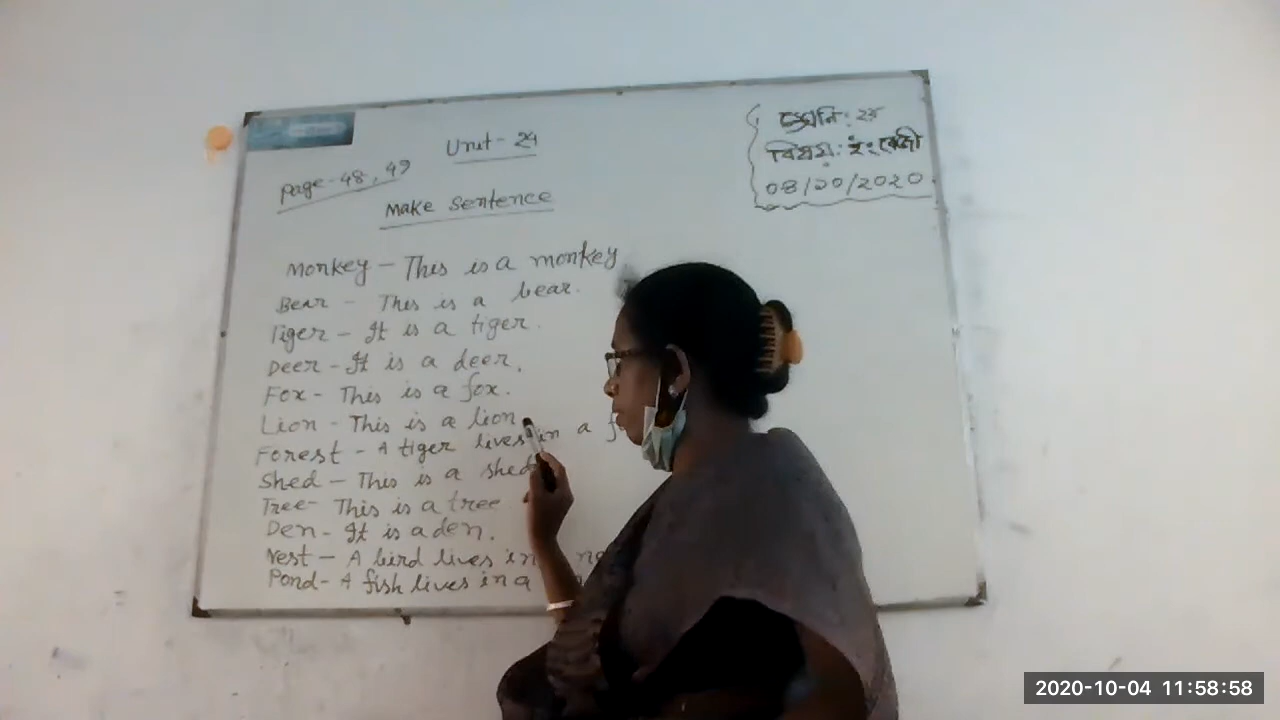 Unit - 24
page - 48, 49
Make Sentence
শ্রেনি: ২য়
বিষয়: ইংরেজী
08/10/2020
Monkey - This is a monkey
Bear - This is a bear.
Tiger - It is a tiger.
Deer - It is a deer.
Fox - This is a fox.
Lion - This is a lion
Forest - A tiger lives in a f
Shed - This is a shed
Tree - This is a tree
Den - It is a den.
Nest - A bird lives in
Pond - A fish lives in a
2020-10-04 11:58:58